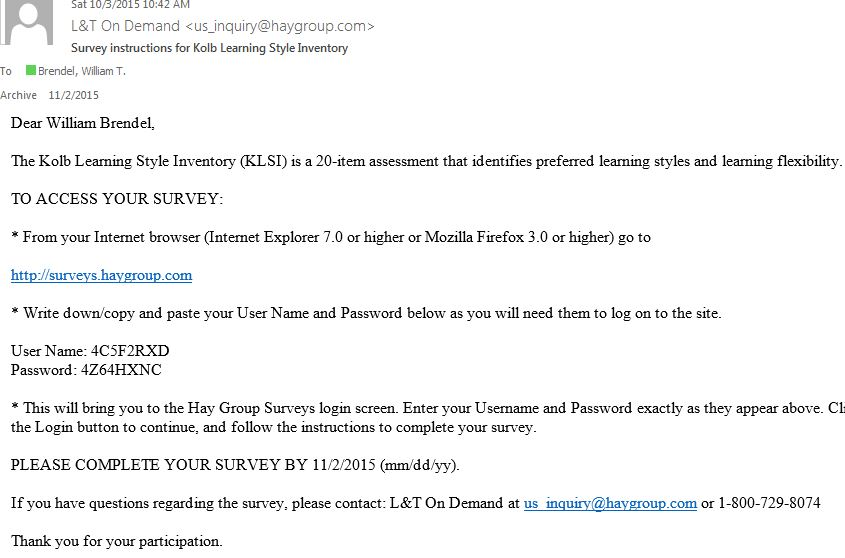 Sat 10/3/2015 10:42 AM
L&T On Demand <us_inquiry@haygroup.com>
Survey instructions for Kolb Learning Style Inventory
To Brendel, William T.
Archive 11/2/2015
Dear William Brendel,
The Kolb Learning Style Inventory (KLSI) is a 20-item assessment that identifies preferred learning styles and learning flexibility.
TO ACCESS YOUR SURVEY:
* From your Internet browser (Internet Explorer 7.0 or higher or Mozilla Firefox 3.0 or higher) go to
http://surveys.haygroup.com
* Write down/copy and paste your User Name and Password below as you will need them to log on to the site.
User Name: 4C5F2RXD
Password: 4Z64HXNC
* This will bring you to the Hay Group Surveys login screen. Enter your Username and Password exactly as they appear above.
the Login button to continue, and follow the instructions to complete your survey.
PLEASE COMPLETE YOUR SURVEY BY 11/2/2015 (mm/dd/yy).
If you have questions regarding the survey, please contact: L&T On Demand at us_inquiry@haygroup.com or 1-800-729-8074
Thank you for your participation.